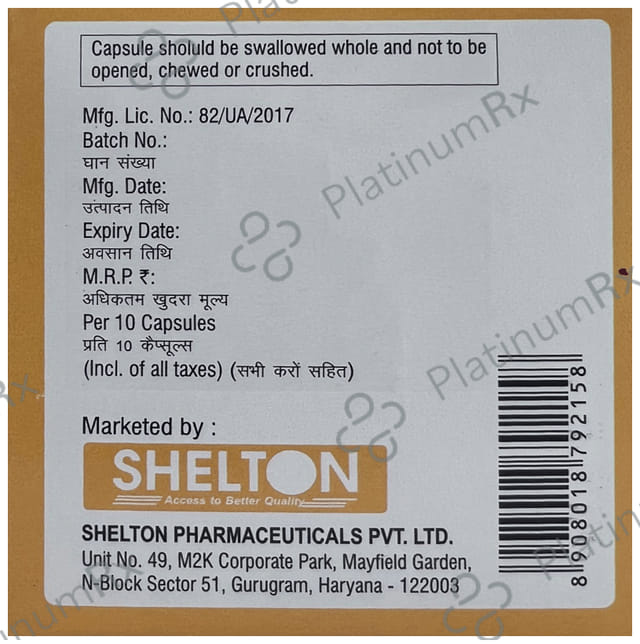 Capsule sholuld be swallowed whole and not to be
opened, chewed or crushed.
Mfg. Lic. No.: 82/UA/2017
Batch No.:
घान संख्या
Mfg. Date:
उत्पादन तिथि
Expiry Date:
अवसान तिथि
M.R.P. ₹:
अधिकतम खुदरा मूल्य
Per 10 Capsules
प्रति 10 कैप्सूल्स
(Incl. of all taxes) (सभी करों सहित)
Marketed by :
SHELTON
Access to Better Quality
SHELTON PHARMACEUTICALS PVT. LTD.
Unit No. 49, M2K Corporate Park, Mayfield Garden,
N-Block Sector 51, Gurugram, Haryana - 122003
8 908018 792158
PlatinumRx
PlatinumRx
PlatinumRx